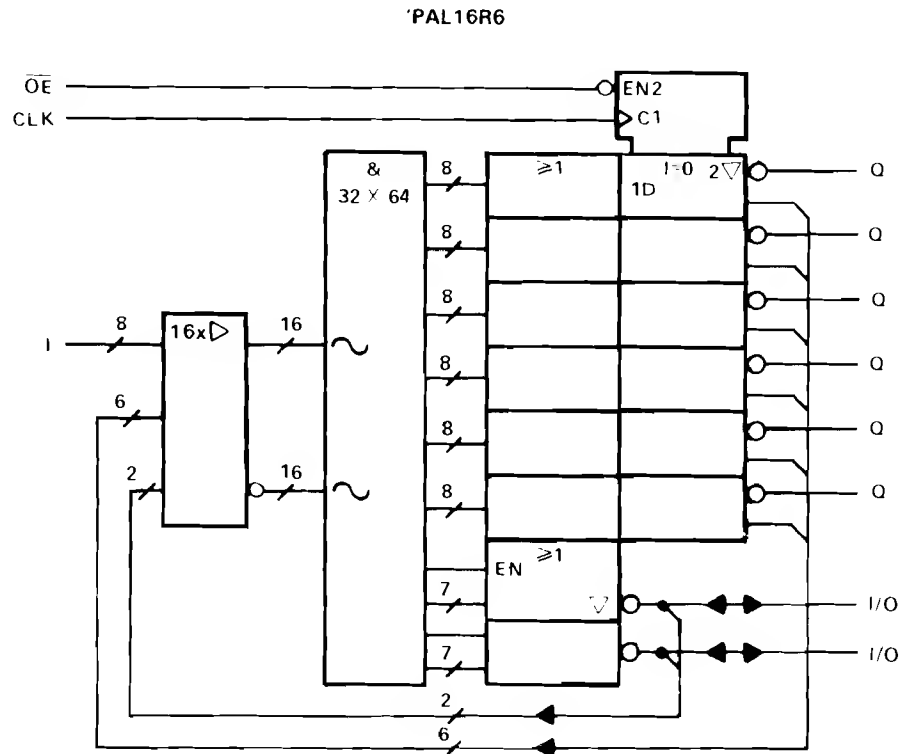 'PAL16R6
OE
EN2
CLK
C1
&
32 X 64
8
≥1
I=0
2▽
1D
Q
8
Q
8
Q
I
8
16x▷
16
8
Q
6
8
Q
2
16
8
Q
EN
≥1
7
▽
I/O
7
I/O
2
6